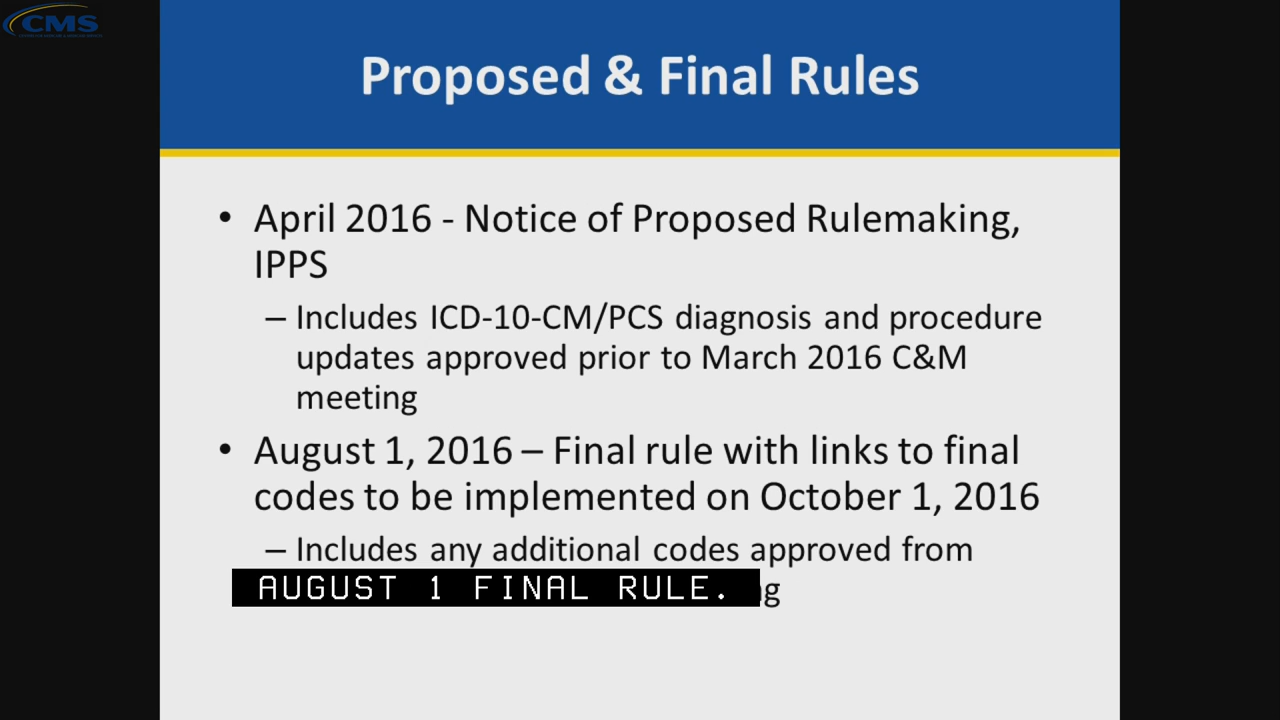 CMS
Proposed & Final Rules
• April 2016 - Notice of Proposed Rulemaking,
IPPS
– Includes ICD-10-CM/PCS diagnosis and procedure
updates approved prior to March 2016 C&M
meeting
• August 1, 2016 – Final rule with links to final
codes to be implemented on October 1, 2016
– Includes any additional codes approved from
AUGUST 1 FINAL RULE.